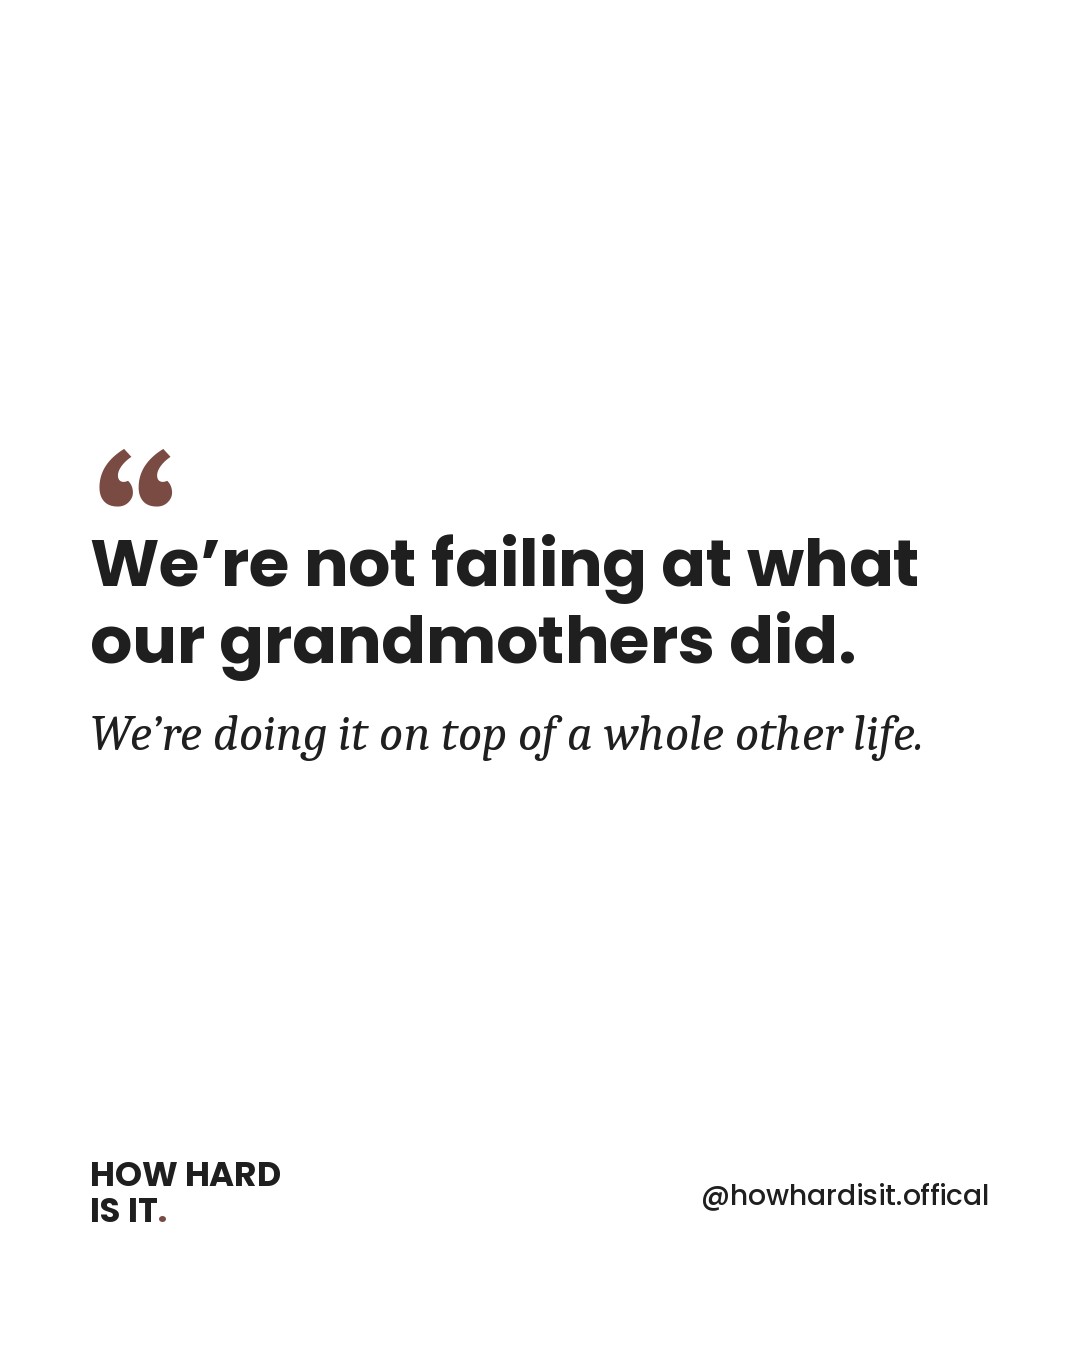 “
We’re not failing at what
our grandmothers did.
We’re doing it on top of a whole other life.
HOW HARD
IS IT.
@howhardisit.offical